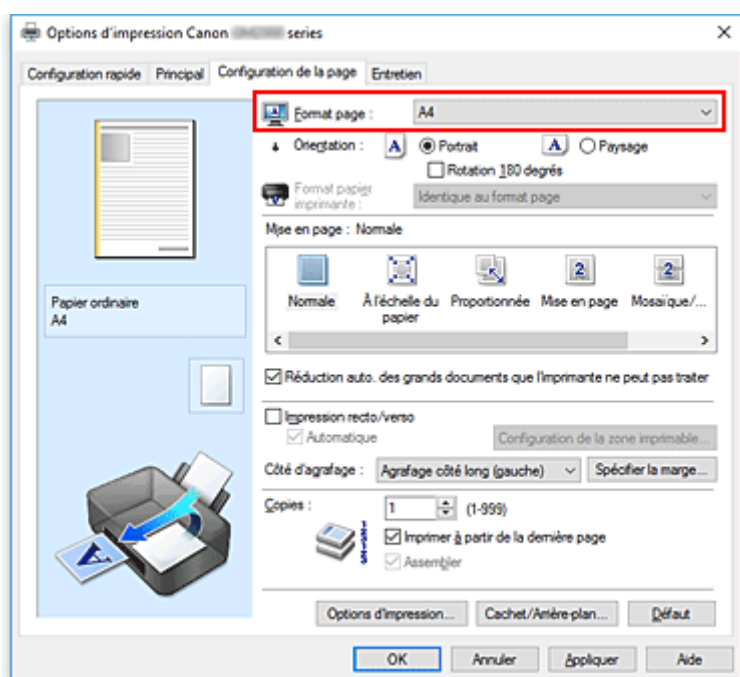 Options d'impression Canon series
Configuration rapide Principal Configuration de la page Entretien
Format page : A4
Orientation : A Portrait A Paysage
Rotation 180 degrés
Format papier imprimante : Identique au format page
Mise en page : Normale
2 2
Normale À l'échelle du papier Proportionnée Mise en page Mosaïque/...
Papier ordinaire
A4
Réduction auto. des grands documents que l'imprimante ne peut pas traiter
Impression recto/verso
Automatique Configuration de la zone imprimable...
Côté d'agrafage : Agrafage côté long (gauche) Spécifier la marge...
Copies : 1 (1-999)
Imprimer à partir de la dernière page
Assembler
A
Options d'impression... Cachet/Arrière-plan... Défaut
OK Annuler Appliquer Aide